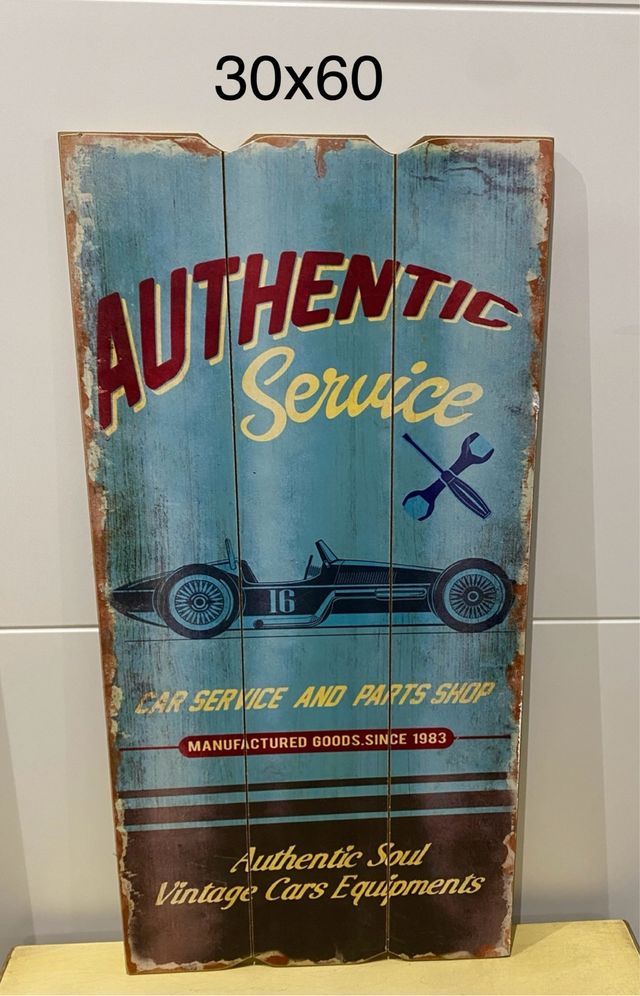 30x60
AUTHENTIC
Service
16
CAR SERVICE AND PARTS SHOP
MANUFACTURED GOODS.SINCE 1983
Authentic Soul
Vintage Cars Equipments